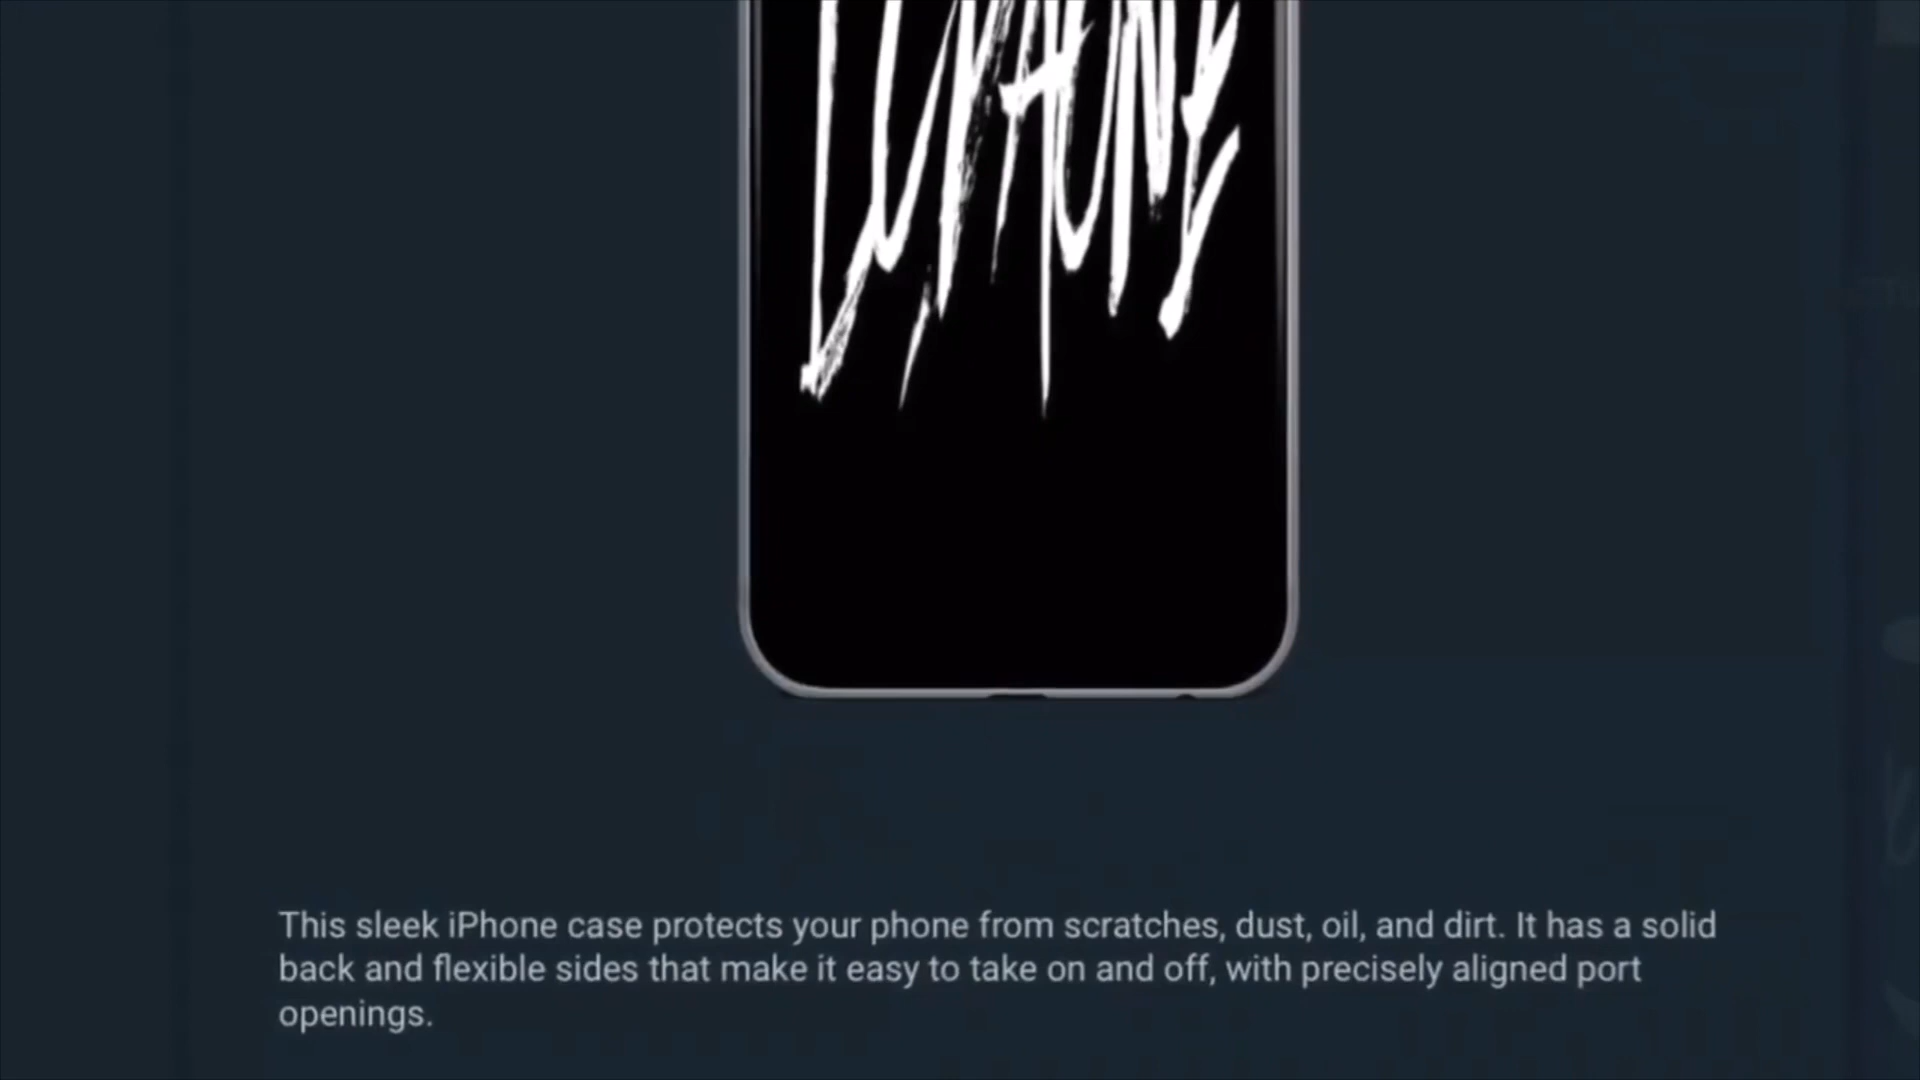 This sleek iPhone case protects your phone from scratches, dust, oil, and dirt. It has a solid
back and flexible sides that make it easy to take on and off, with precisely aligned port
openings.